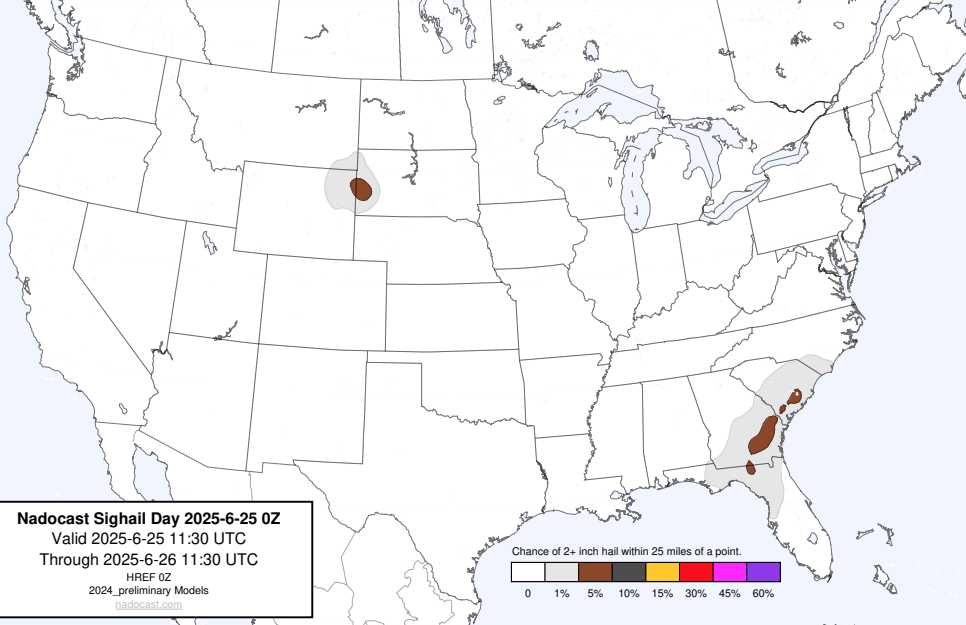 Nadocast Sighail Day 2025-6-25 0Z
Valid 2025-6-25 11:30 UTC
Through 2025-6-26 11:30 UTC
HREF 0Z
2024_preliminary Models
nadocast.com
Chance of 2+ inch hail within 25 miles of a point.
0 1% 5% 10% 15% 30% 45% 60%